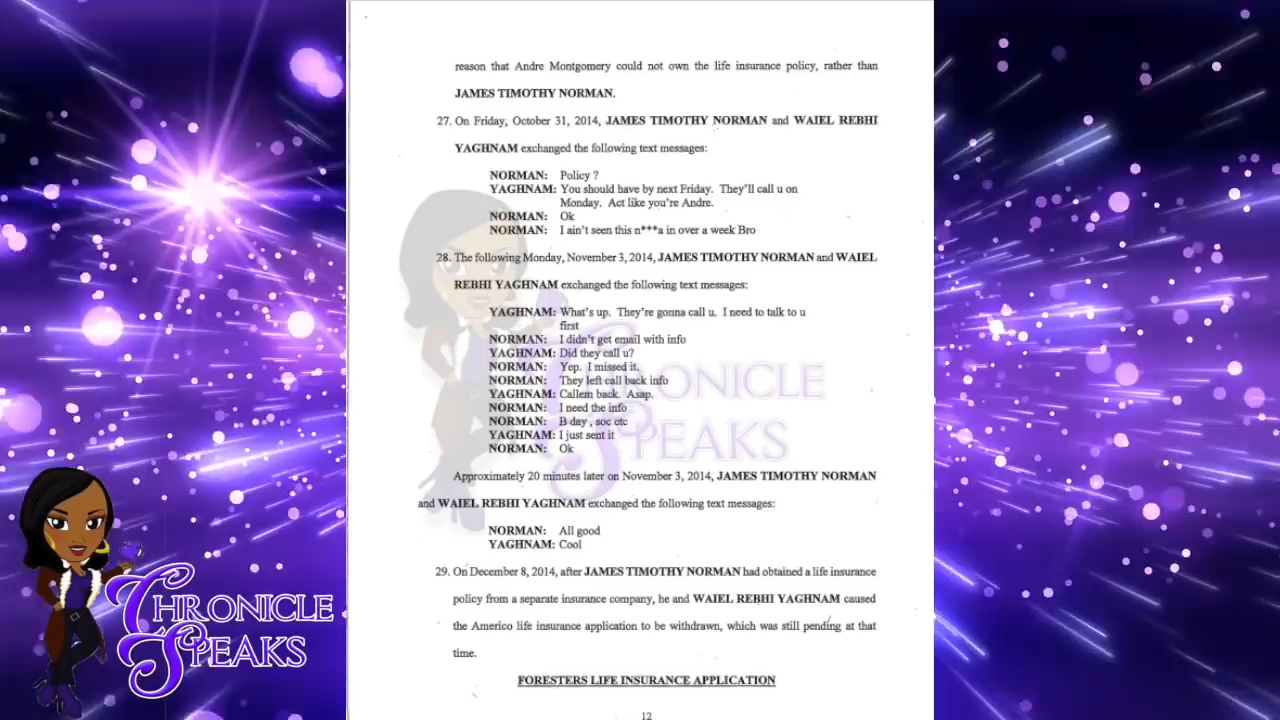 reason that Andre Montgomery could not own the life insurance policy, rather than
JAMES TIMOTHY NORMAN.
27. On Friday, October 31, 2014, JAMES TIMOTHY NORMAN and WAIEL REBHI
YAGHNAM exchanged the following text messages:
NORMAN: Policy ?
YAGHNAM: You should have by next Friday. They'll call u on
Monday. Act like you're Andre.
NORMAN: Ok
NORMAN: I ain't seen this n***a in over a week Bro
28. The following Monday, November 3, 2014, JAMES TIMOTHY NORMAN and WAIEL
REBHI YAGHNAM exchanged the following text messages:
YAGHNAM: What's up. They're gonna call u. I need to talk to u
first
NORMAN: I didn't get email with info
YAGHNAM: Did they call u?
NORMAN: Yep. I missed it.
NORMAN: They left call back info
YAGHNAM: Callem back. Asap.
NORMAN: I need the info
NORMAN: B day , soc etc
YAGHNAM: I just sent it
NORMAN: Ok
Approximately 20 minutes later on November 3, 2014, JAMES TIMOTHY NORMAN
and WAIEL REBHI YAGHNAM exchanged the following text messages:
NORMAN: All good
YAGHNAM: Cool
29. On December 8, 2014, after JAMES TIMOTHY NORMAN had obtained a life insurance
policy from a separate insurance company, he and WAIEL REBHI YAGHNAM caused
the Americo life insurance application to be withdrawn, which was still pending at that
time.
FORESTERS LIFE INSURANCE APPLICATION
12
CHRONICLE
SPEAKS
CHRONICLE
SPEAKS